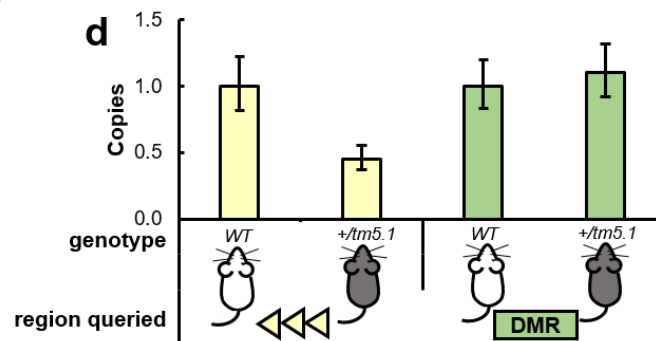 d
Copies
1.5
1.0
0.5
0.0
genotype WT +/tm5.1 WT +/tm5.1
region queried DMR